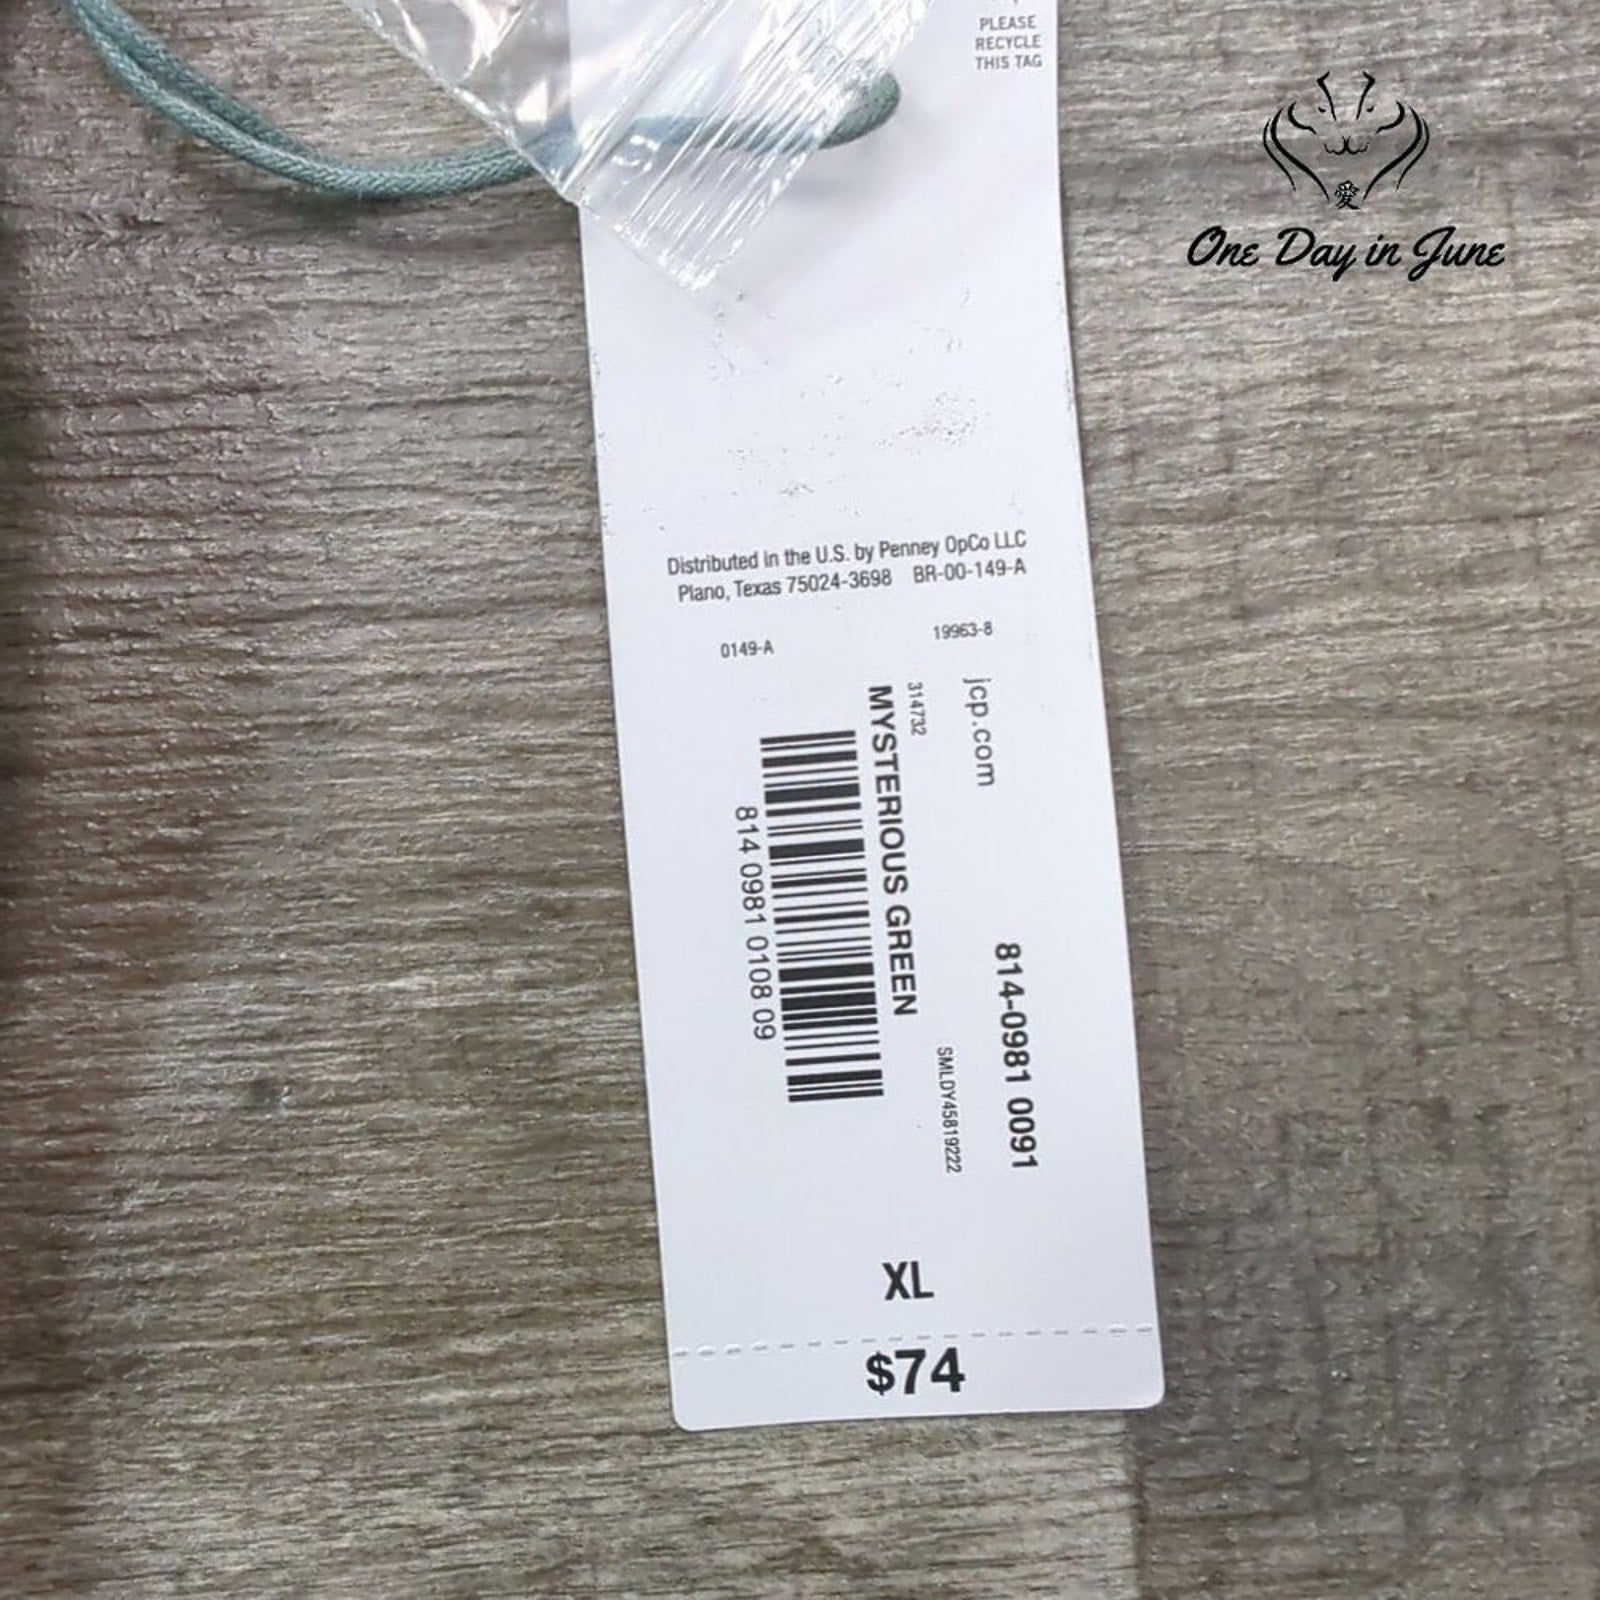 PLEASE
RECYCLE
THIS TAG
愛
One Day in June
Distributed in the U.S. by Penney OpCo LLC
Plano, Texas 75024-3698 BR-00-149-A
0149-A
19963-8
jcp.com
814-0981 0091
314732
SMLDY45819222
MYSTERIOUS GREEN
814 0981 0108 09
XL
$74